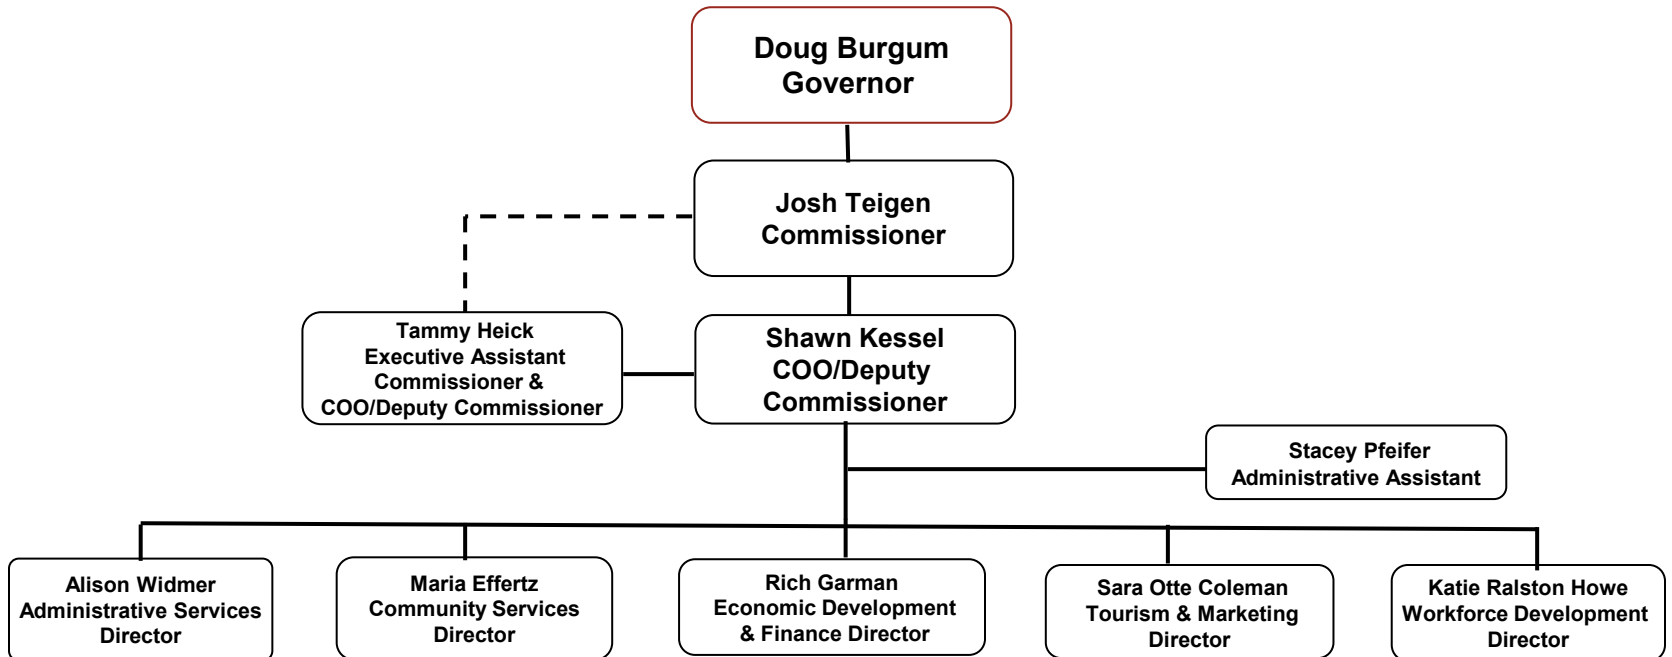 Doug Burgum
Governor
Josh Teigen
Commissioner
Tammy Heick
Executive Assistant
Commissioner &
COO/Deputy Commissioner
Shawn Kessel
COO/Deputy
Commissioner
Stacey Pfeifer
Administrative Assistant
Alison Widmer
Administrative Services
Director
Maria Effertz
Community Services
Director
Rich Garman
Economic Development
& Finance Director
Sara Otte Coleman
Tourism & Marketing
Director
Katie Ralston Howe
Workforce Development
Director